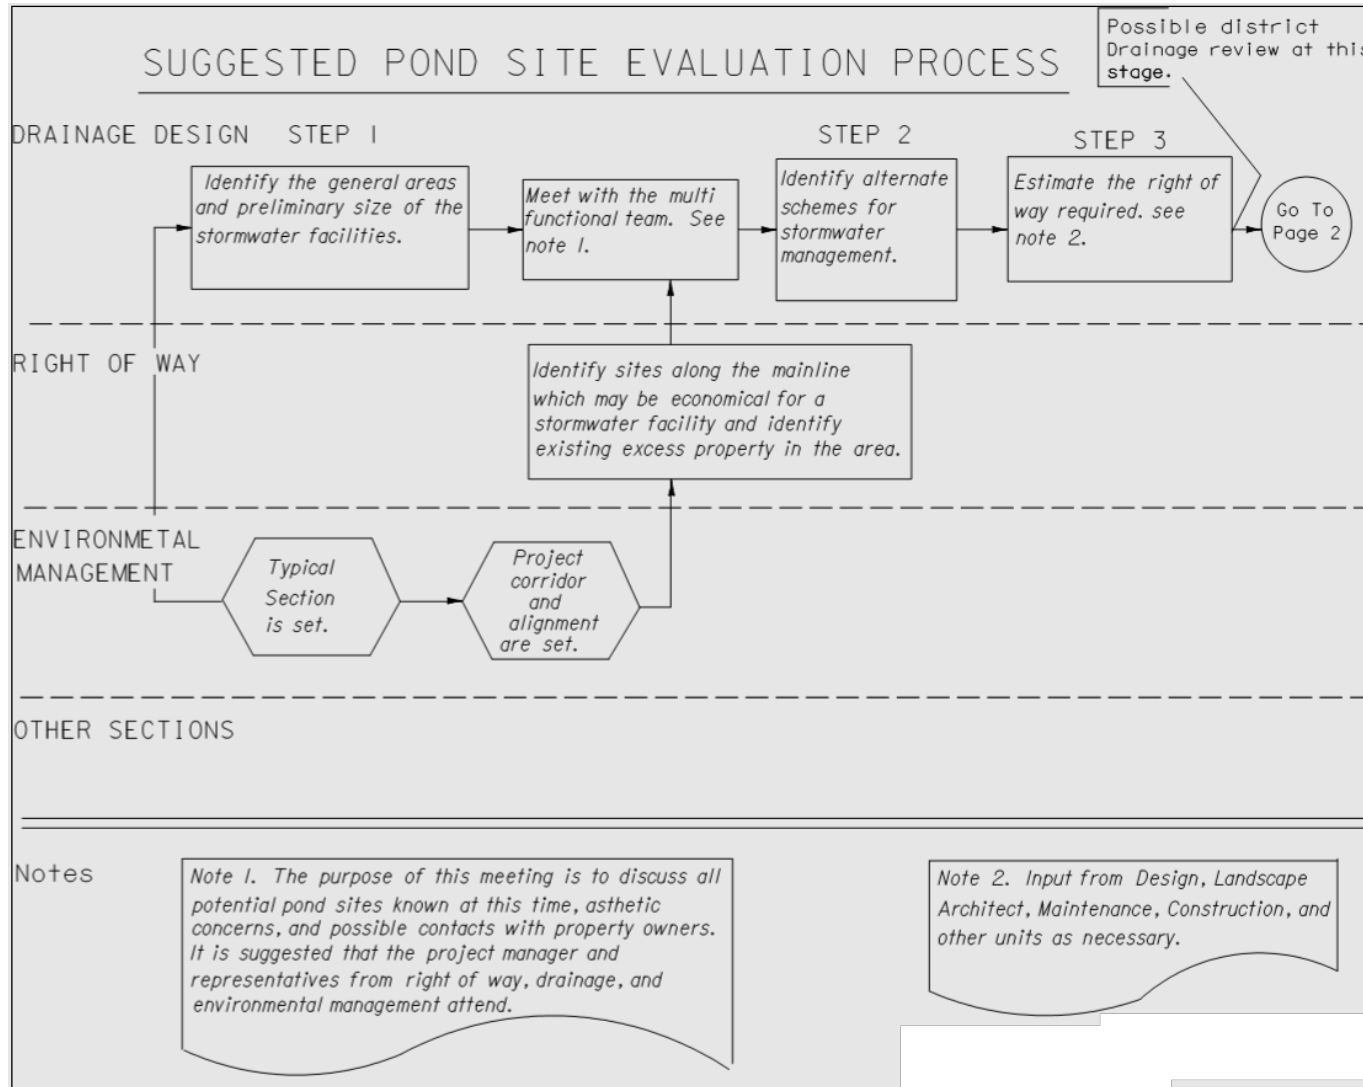 Possible district
Drainage review at this
stage.
SUGGESTED POND SITE EVALUATION PROCESS
DRAINAGE DESIGN STEP 1
STEP 2
STEP 3
Identify the general areas
and preliminary size of the
stormwater facilities.
Meet with the multi
functional team. See
note 1.
Identify alternate
schemes for
stormwater
management.
Estimate the right of
way required. see
note 2.
Go To
Page 2
RIGHT OF WAY
Identify sites along the mainline
which may be economical for a
stormwater facility and identify
existing excess property in the area.
ENVIRONMETAL
MANAGEMENT
Typical
Section
is set.
Project
corridor
and
alignment
are set.
OTHER SECTIONS
Notes
Note 1. The purpose of this meeting is to discuss all
potential pond sites known at this time, asthetic
concerns, and possible contacts with property owners.
It is suggested that the project manager and
representatives from right of way, drainage, and
environmental management attend.
Note 2. Input from Design, Landscape
Architect, Maintenance, Construction, and
other units as necessary.